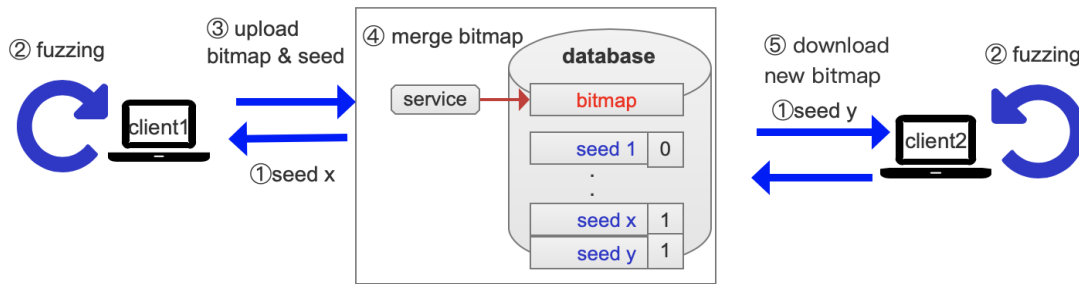 ② fuzzing
client1
③ upload
bitmap & seed
①seed x
④ merge bitmap
database
service
bitmap
seed 1 0
.
.
seed x 1
seed y 1
⑤ download
new bitmap
①seed y
② fuzzing
client2